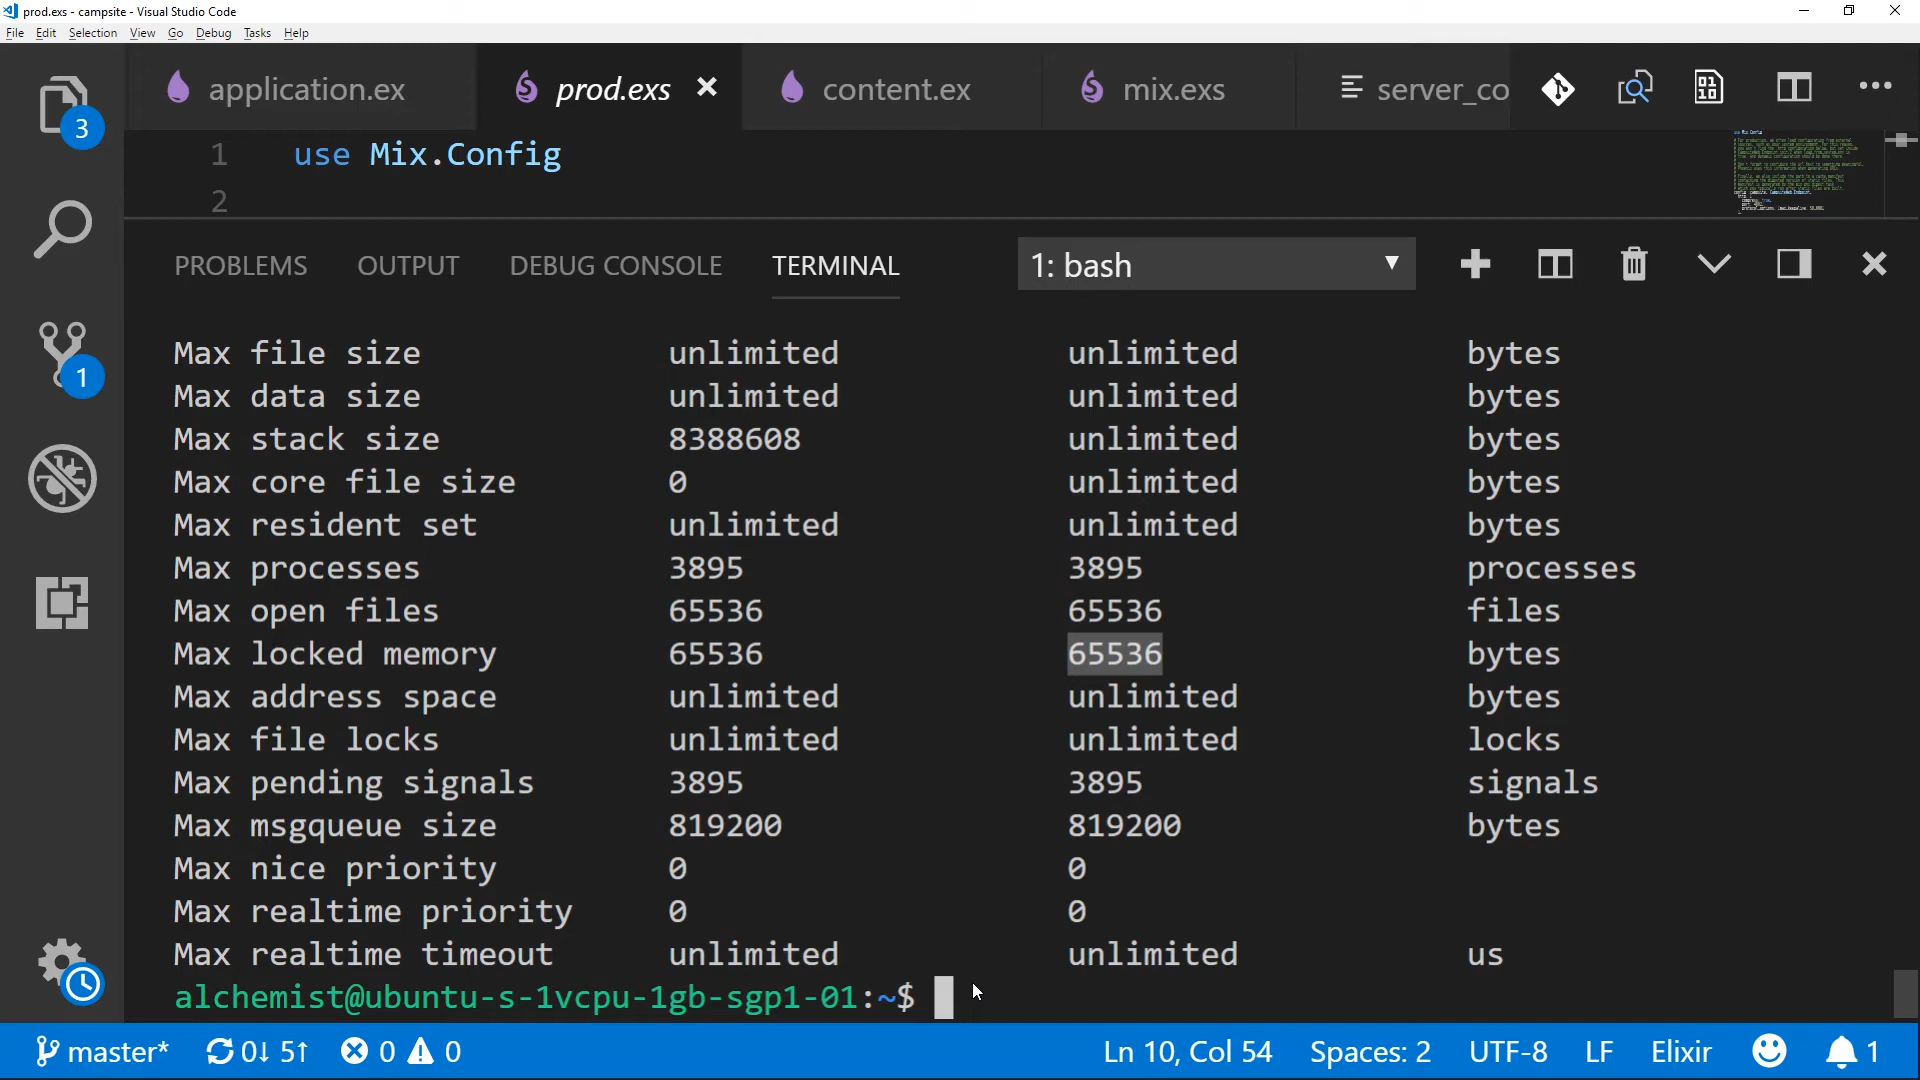 prod.exs - campsite - Visual Studio Code
File Edit Selection View Go Debug Tasks Help
application.ex prod.exs content.ex mix.exs server_co
1 use Mix.Config
2
PROBLEMS OUTPUT DEBUG CONSOLE TERMINAL 1: bash
Max file size unlimited unlimited bytes
Max data size unlimited unlimited bytes
Max stack size 8388608 unlimited bytes
Max core file size 0 unlimited bytes
Max resident set unlimited unlimited bytes
Max processes 3895 3895 processes
Max open files 65536 65536 files
Max locked memory 65536 65536 bytes
Max address space unlimited unlimited bytes
Max file locks unlimited unlimited locks
Max pending signals 3895 3895 signals
Max msgqueue size 819200 819200 bytes
Max nice priority 0 0
Max realtime priority 0 0
Max realtime timeout unlimited unlimited us
alchemist@ubuntu-s-1vcpu-1gb-sgp1-01:~$
3
1
master* 0↓ 5↑ 0 0 Ln 10, Col 54 Spaces: 2 UTF-8 LF Elixir 1